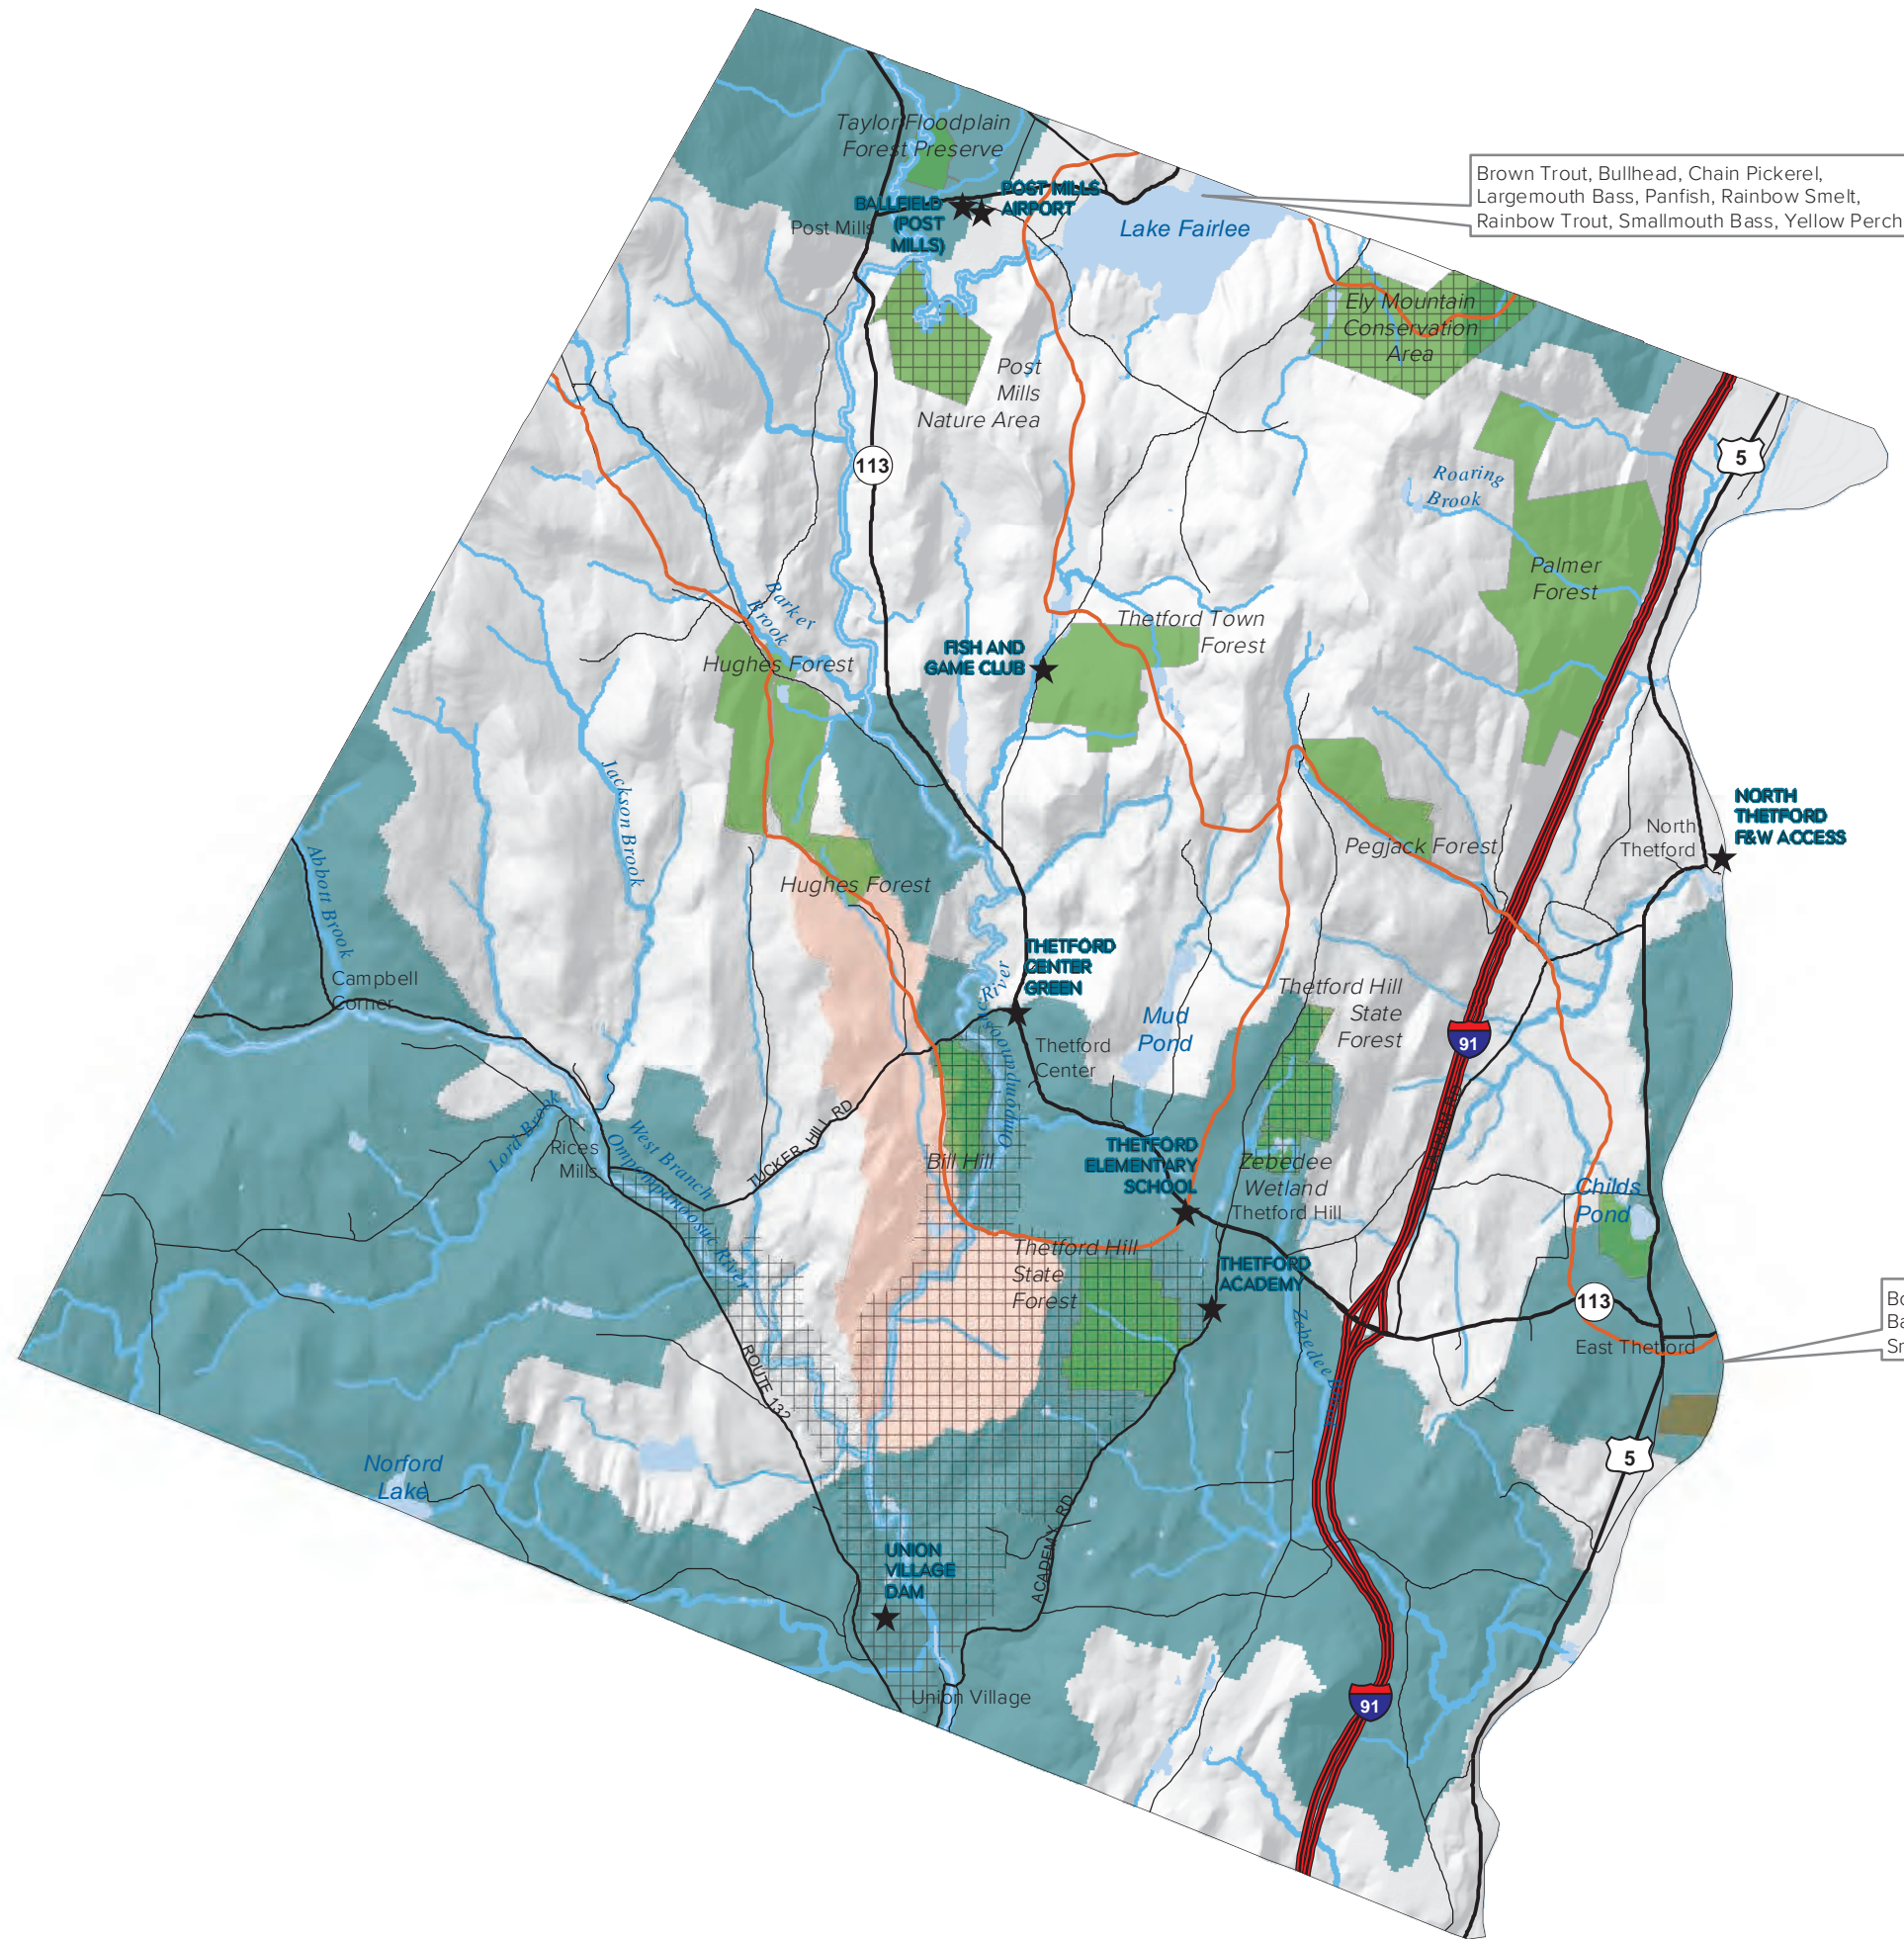 Taylor Floodplain
Forest Preserve
BALLFIELD
(POST
MILLS)
POST MILLS
AIRPORT
Post Mills
Lake Fairlee
Brown Trout, Bullhead, Chain Pickerel,
Largemouth Bass, Panfish, Rainbow Smelt,
Rainbow Trout, Smallmouth Bass, Yellow Perch
Ely Mountain
Conservation
Area
Post
Mills
Nature Area
113
5
Roaring
Brook
Palmer
Forest
Barker
Brook
Thetford Town
Forest
FISH AND
GAME CLUB
Hughes Forest
Jackson Brook
NORTH
THETFORD
F&W ACCESS
North
Thetford
Pegjack Forest
Abbott Brook
Hughes Forest
THETFORD
CENTER
GREEN
Campbell
Corner
Thetford Hill
State
Forest
Mud
Pond
Thetford
Center
91
Ompompanoosuc River
TUCKER HILL RD
Lord Brook
Rices
Mills
West Branch
Ompompanoosuc River
Bill Hill
THETFORD
ELEMENTARY
SCHOOL
Zebedee
Wetland
Thetford Hill
Childs
Pond
Thetford Hill
State
Forest
THETFORD
ACADEMY
113
East Thetford
Zebedee
ROUTE 132
5
Norford
Lake
ACADEMY RD
UNION
VILLAGE
DAM
Union Village
91